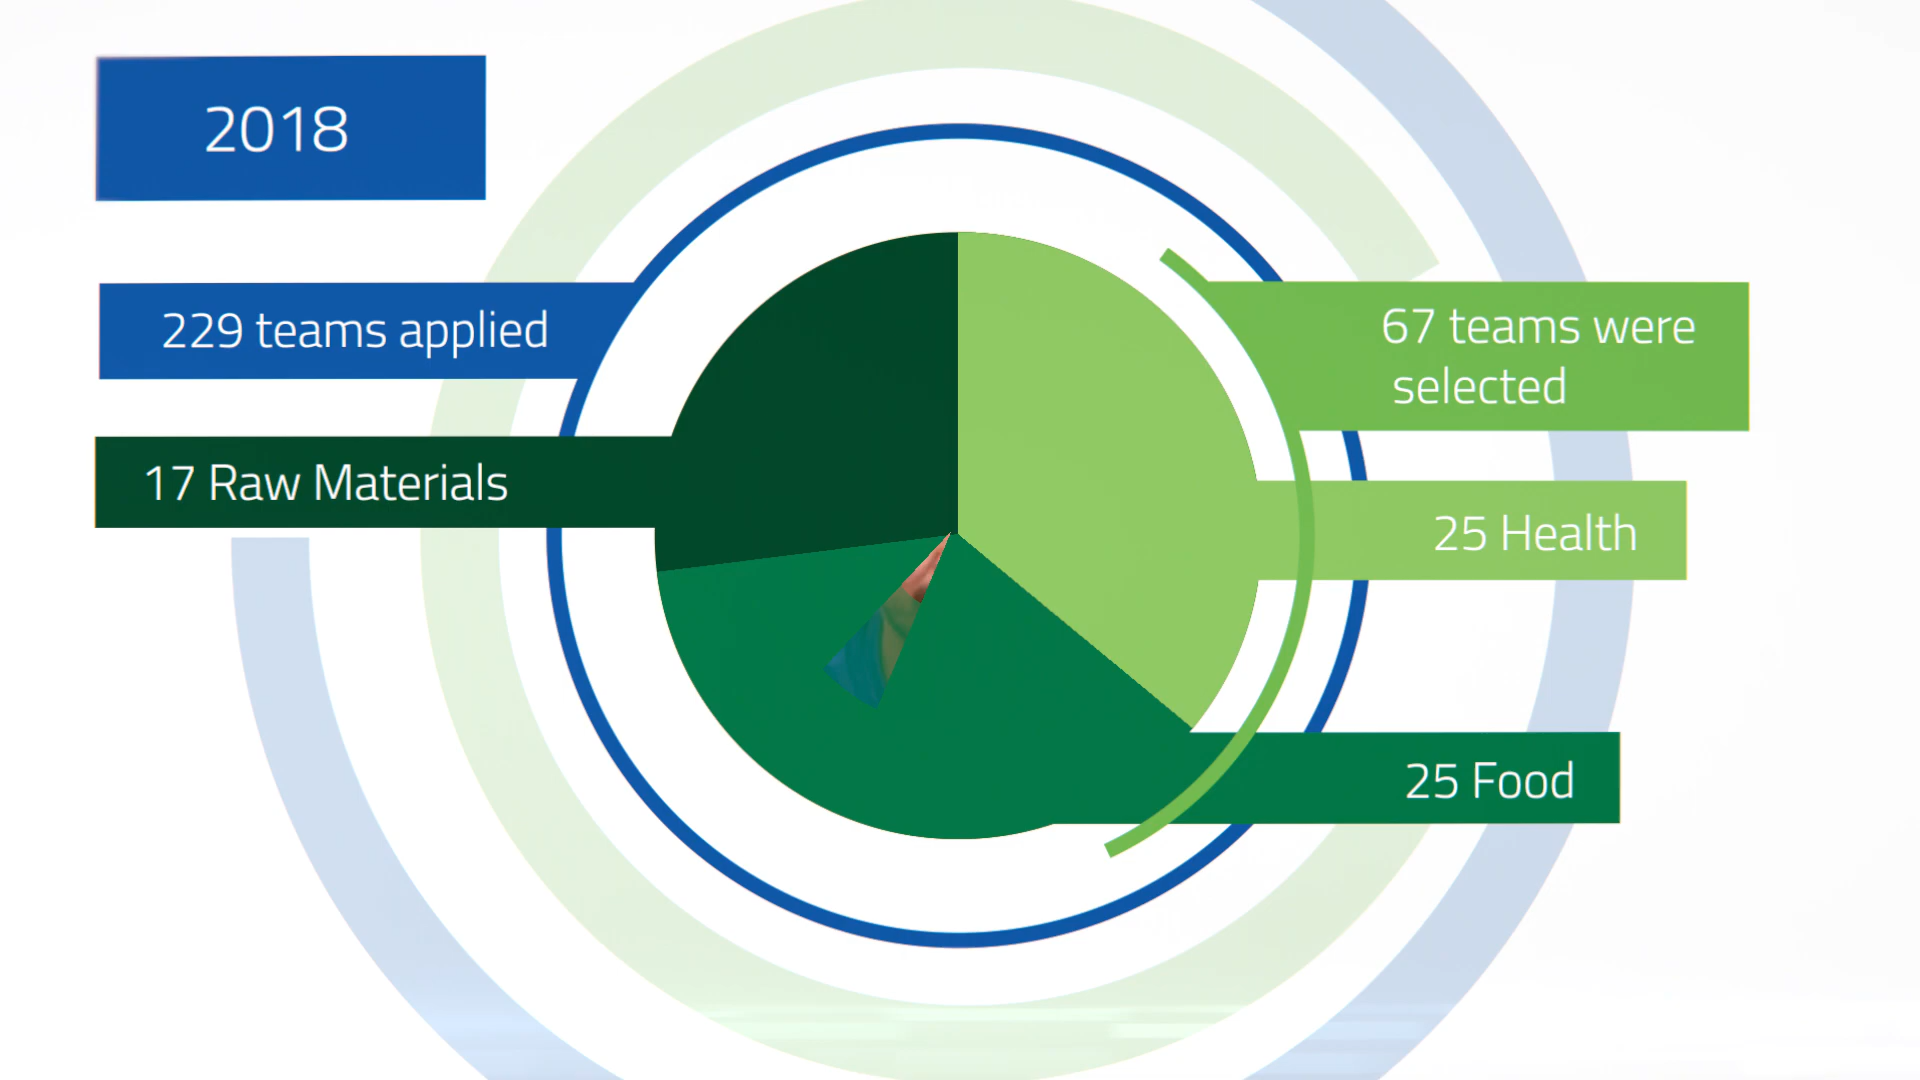 2018
229 teams applied
17 Raw Materials
67 teams were
selected
25 Health
25 Food